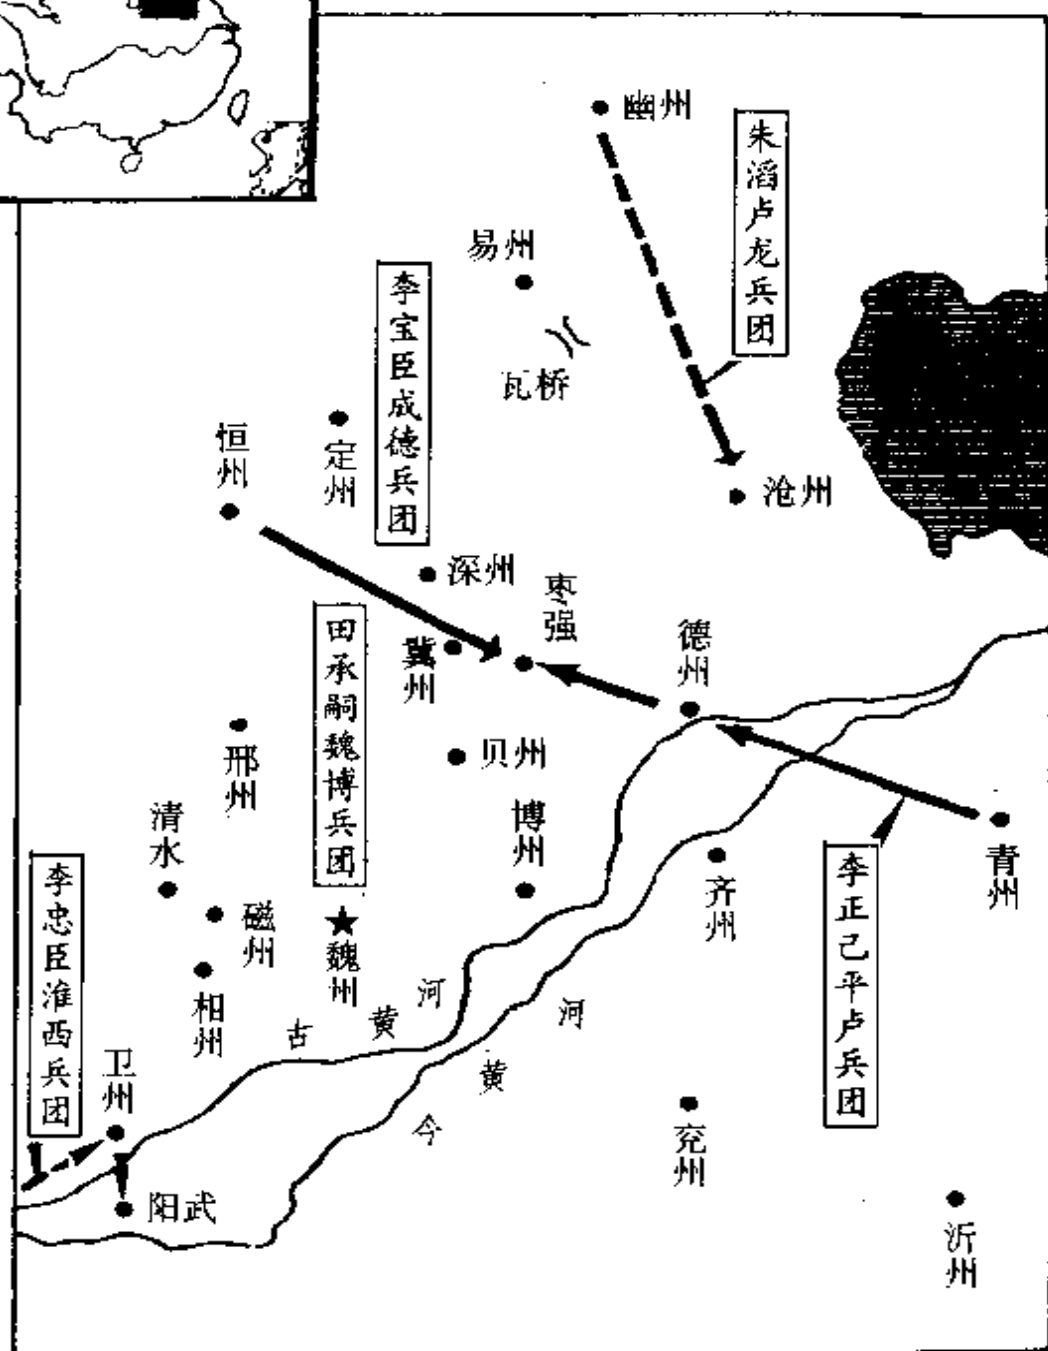 幽州
朱滔卢龙兵团
易州
李宝臣成德兵团
瓦桥
恒州
定州
沧州
深州
枣强
田承嗣魏博兵团
冀州
德州
邢州
贝州
清水
博州
李忠臣淮西兵团
李正己平卢兵团
青州
齐州
磁州
魏州
相州
古黄河
今黄河
卫州
兖州
阳武
沂州